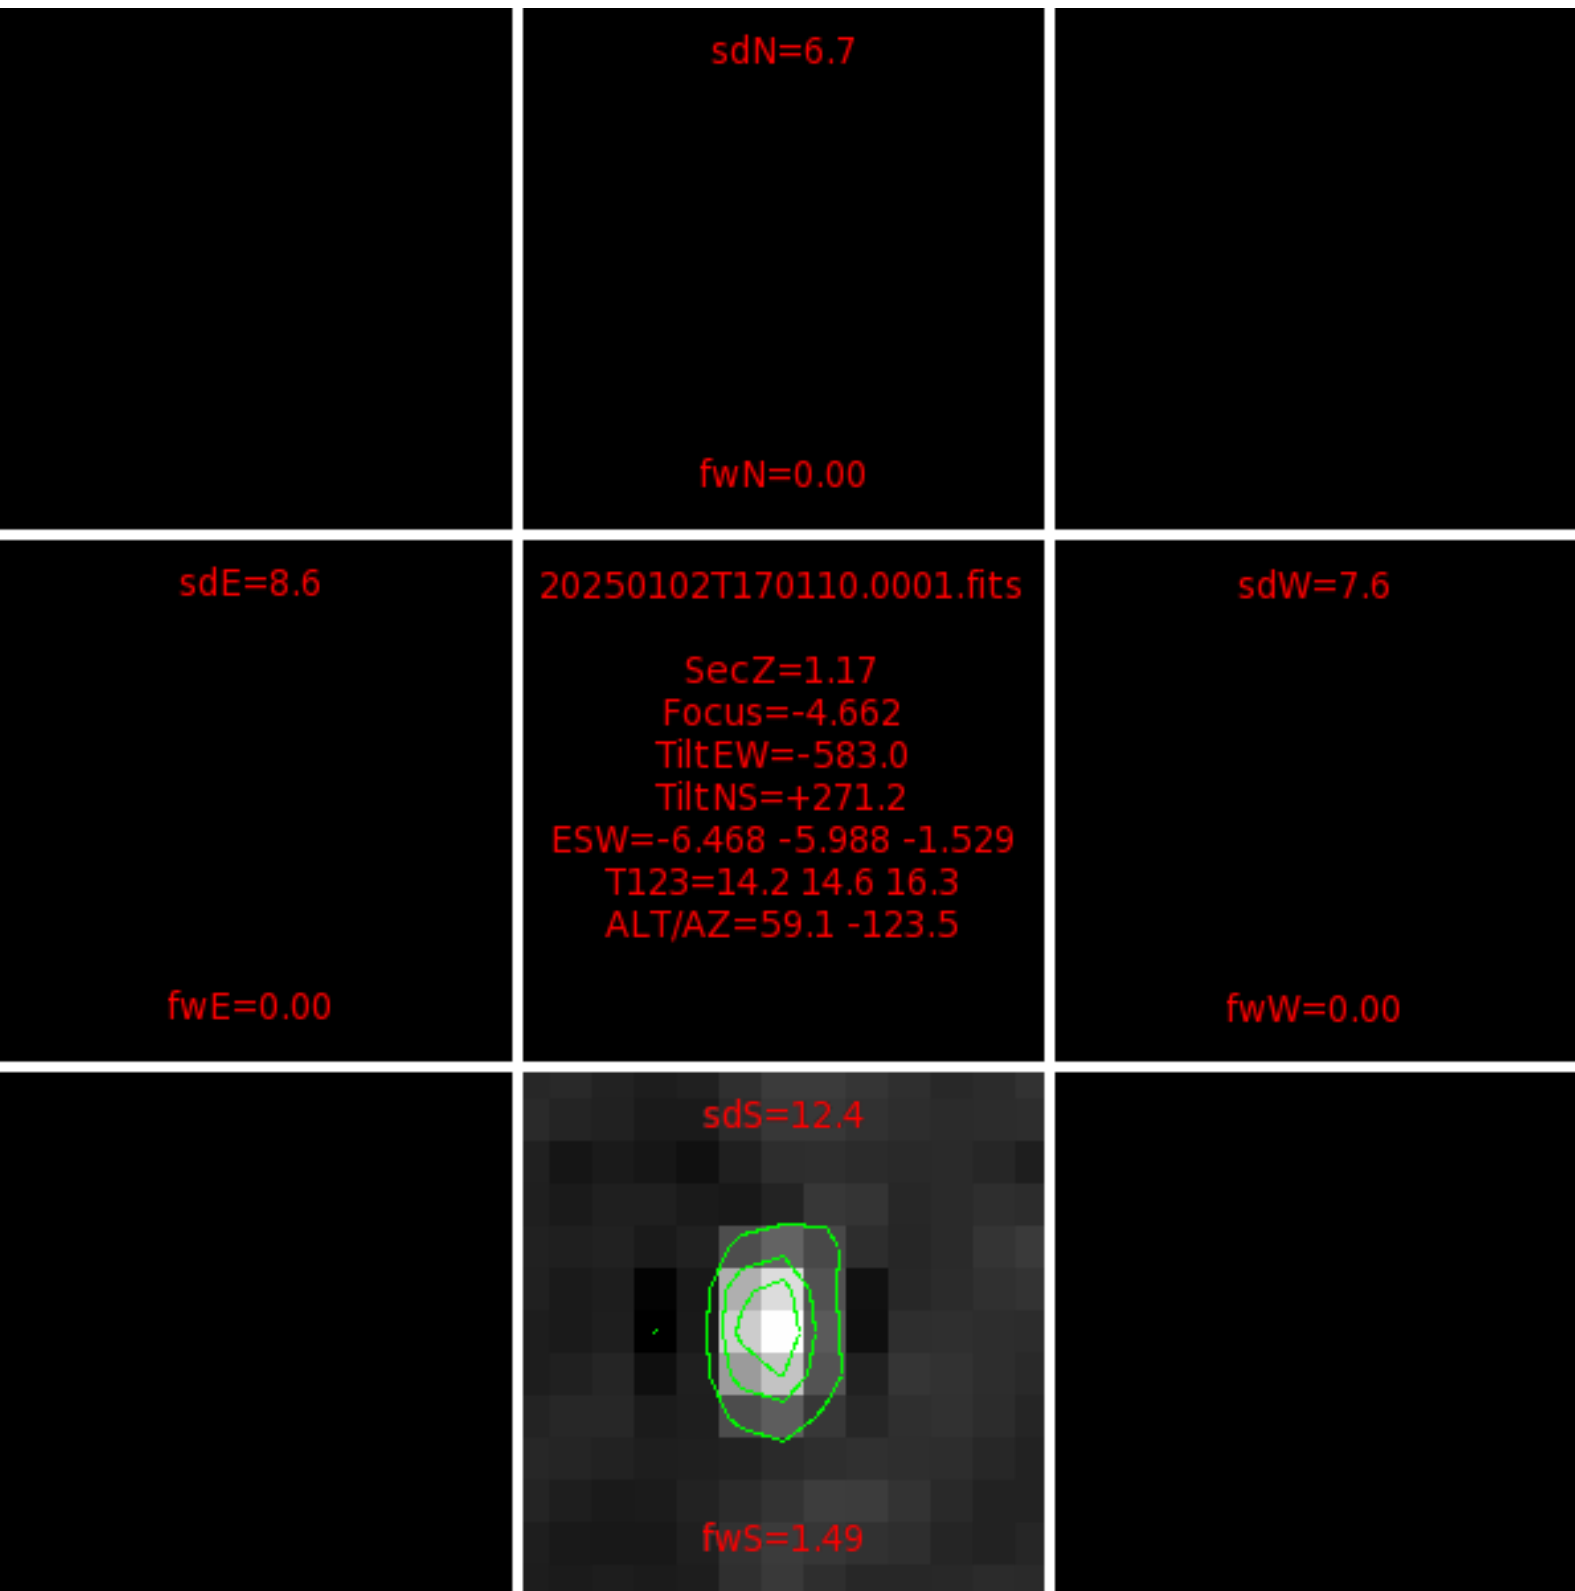 sdN=6.7
fwN=0.00
sdE=8.6
20250102T170110.0001.fits
sdW=7.6
SecZ=1.17
Focus=-4.662
TiltEW=-583.0
TiltNS=+271.2
ESW=-6.468 -5.988 -1.529
T123=14.2 14.6 16.3
ALT/AZ=59.1 -123.5
fwE=0.00
fwW=0.00
sdS=12.4
fwS=1.49